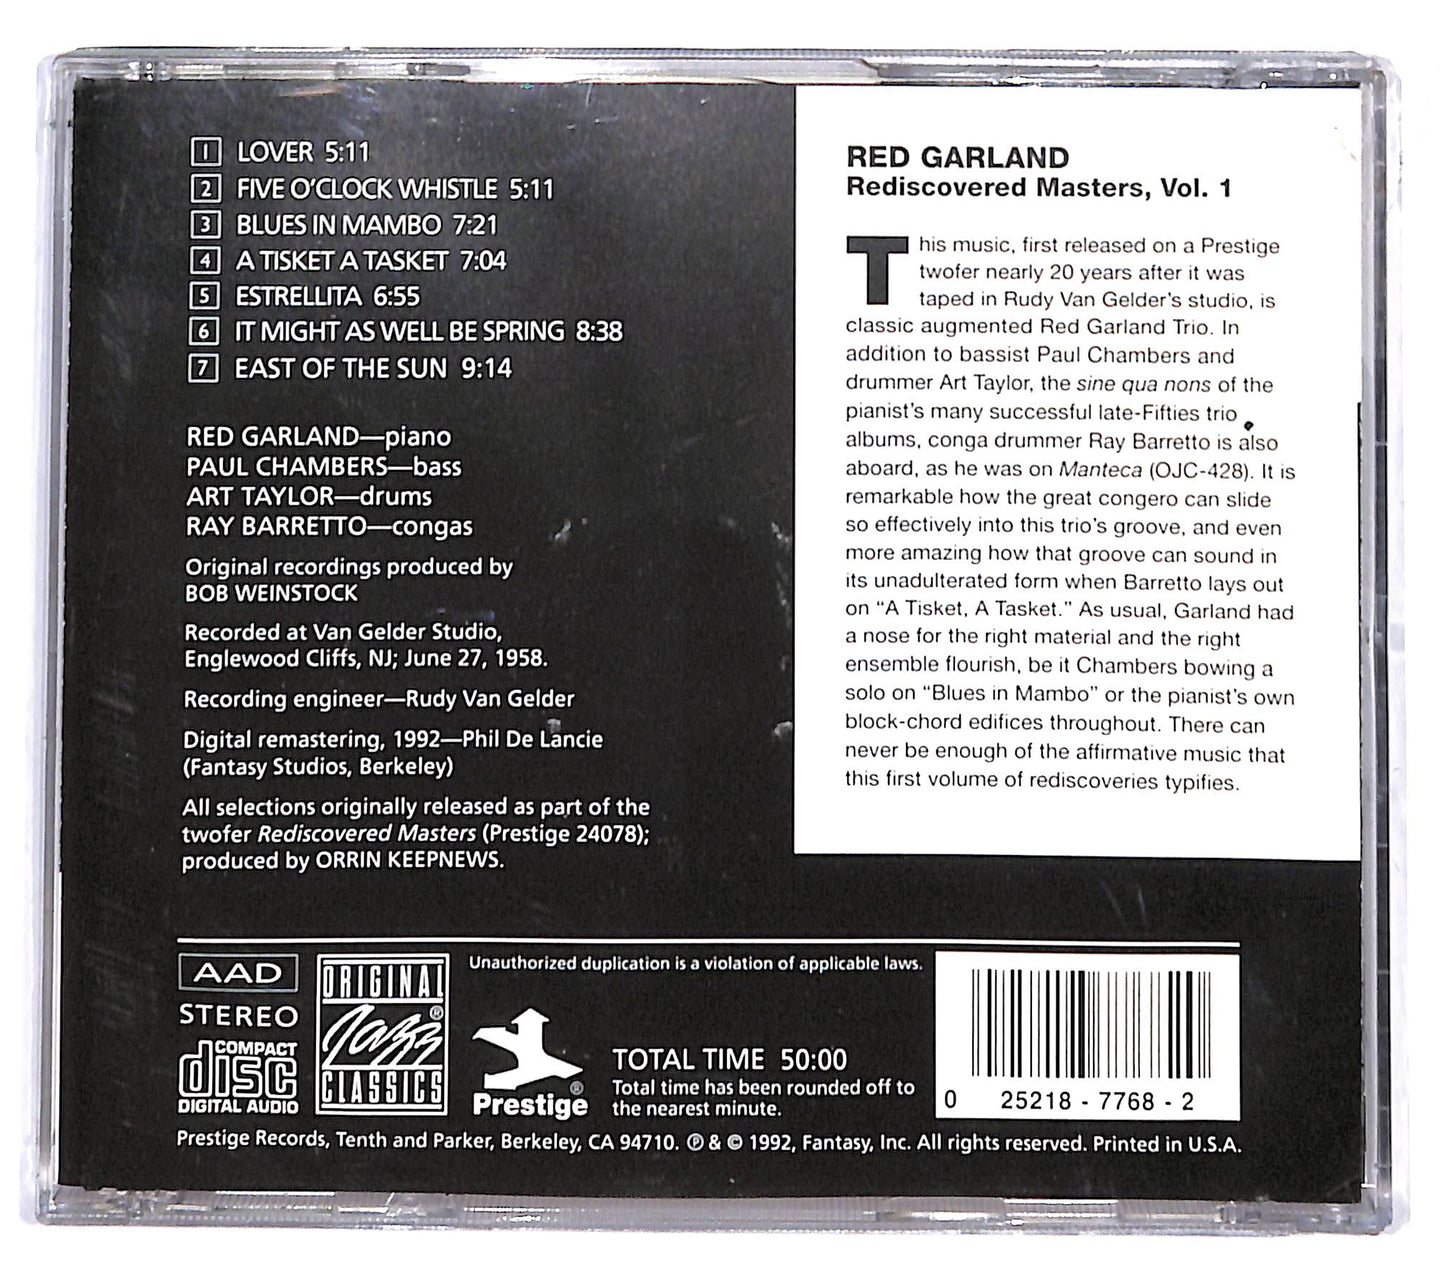 1 LOVER 5:11
2 FIVE O'CLOCK WHISTLE 5:11
3 BLUES IN MAMBO 7:21
4 A TISKET A TASKET 7:04
5 ESTRELLITA 6:55
6 IT MIGHT AS WELL BE SPRING 8:38
7 EAST OF THE SUN 9:14
RED GARLAND—piano
PAUL CHAMBERS—bass
ART TAYLOR—drums
RAY BARRETTO—congas
Original recordings produced by
BOB WEINSTOCK
Recorded at Van Gelder Studio,
Englewood Cliffs, NJ; June 27, 1958.
Recording engineer—Rudy Van Gelder
Digital remastering, 1992—Phil De Lancie
(Fantasy Studios, Berkeley)
All selections originally released as part of the
twofer Rediscovered Masters (Prestige 24078);
produced by ORRIN KEEPNEWS.
RED GARLAND
Rediscovered Masters, Vol. 1
This music, first released on a Prestige
twofer nearly 20 years after it was
taped in Rudy Van Gelder's studio, is
classic augmented Red Garland Trio. In
addition to bassist Paul Chambers and
drummer Art Taylor, the sine qua nons of the
pianist's many successful late-Fifties trio
albums, conga drummer Ray Barretto is also
aboard, as he was on Manteca (OJC-428). It is
remarkable how the great congero can slide
so effectively into this trio's groove, and even
more amazing how that groove can sound in
its unadulterated form when Barretto lays out
on "A Tisket, A Tasket." As usual, Garland had
a nose for the right material and the right
ensemble flourish, be it Chambers bowing a
solo on "Blues in Mambo" or the pianist's own
block-chord edifices throughout. There can
never be enough of the affirmative music that
this first volume of rediscoveries typifies.
AAD
STEREO
COMPACT
disc
DIGITAL AUDIO
ORIGINAL
Jazz®
CLASSICS
Unauthorized duplication is a violation of applicable laws.
®
Prestige
TOTAL TIME 50:00
Total time has been rounded off to
the nearest minute.
0 25218 - 7768 - 2
Prestige Records, Tenth and Parker, Berkeley, CA 94710. ℗ & © 1992, Fantasy, Inc. All rights reserved. Printed in U.S.A.